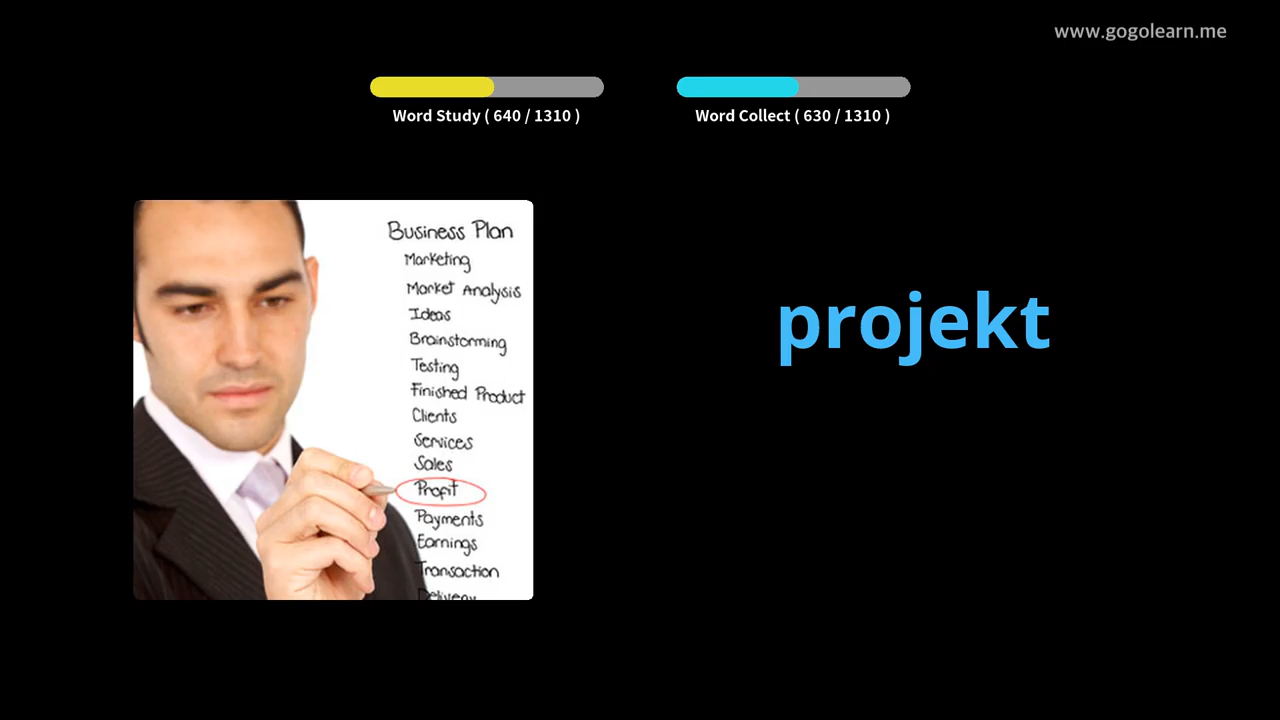 www.gogolearn.me
Word Study ( 640 / 1310 )
Word Collect ( 630 / 1310 )
Business Plan
Marketing
Market Analysis
Ideas
Brainstorming
Testing
Finished Product
Clients
Services
Sales
Profit
Payments
Earnings
Transaction
Delivery
projekt